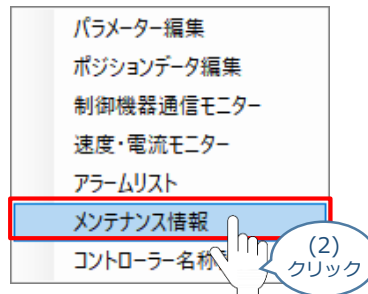 パラメーター編集
ポジションデータ編集
制御機器通信モニター
速度・電流モニター
アラームリスト
メンテナンス情報
コントローラー名称
(2)
クリック